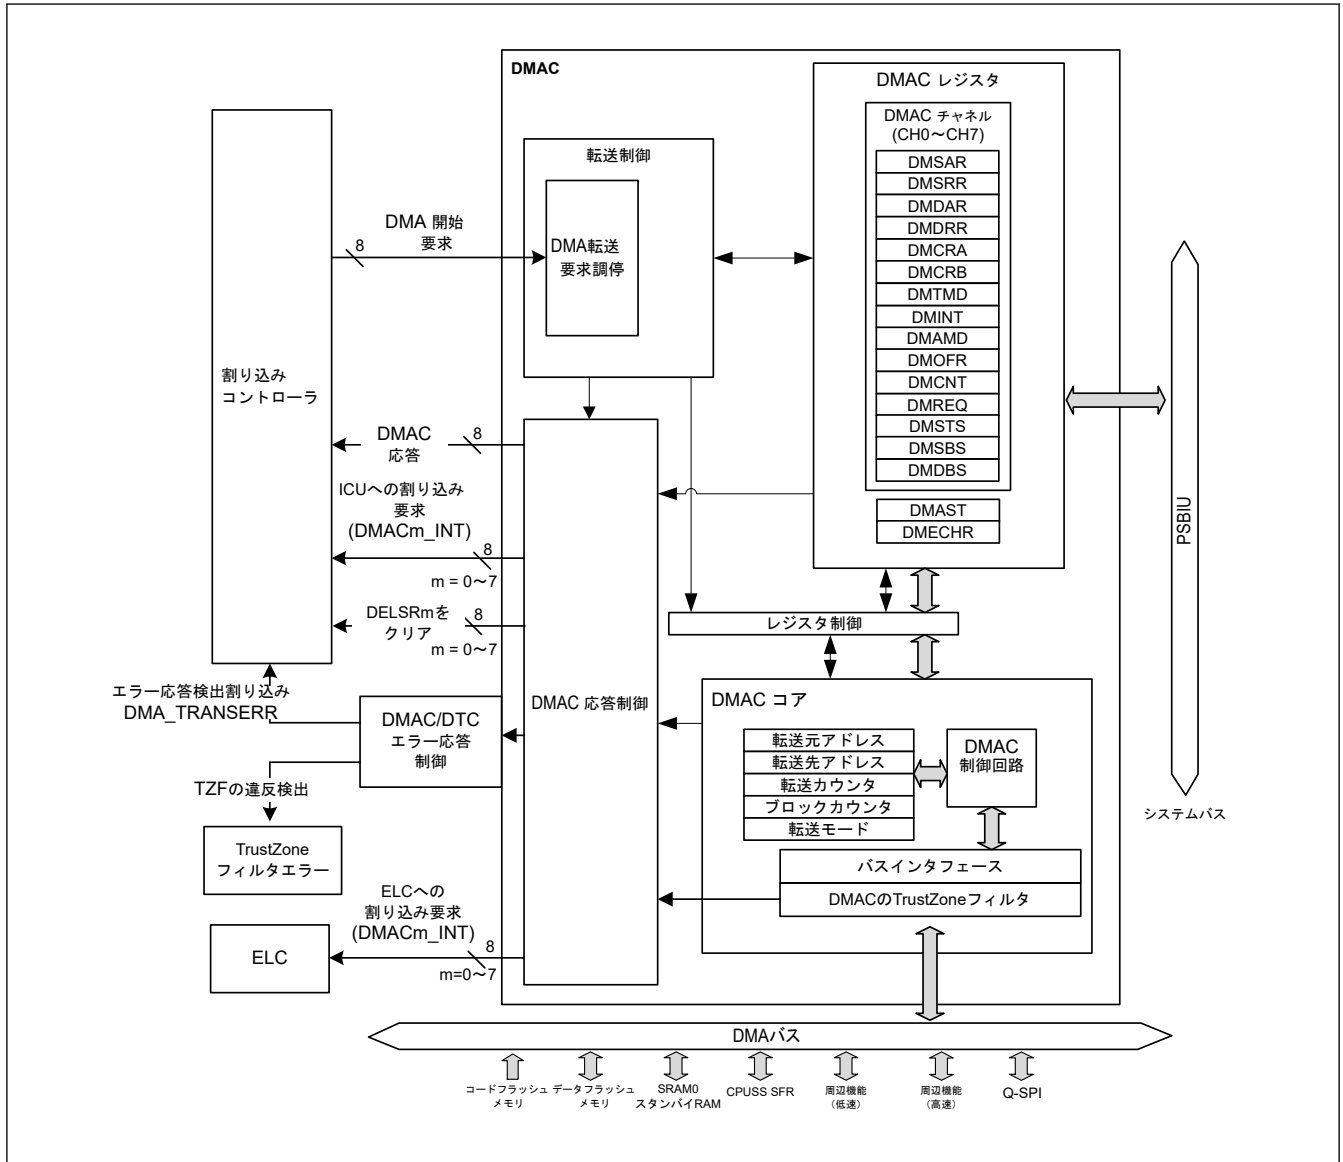 DMAC
DMAC レジスタ
DMAC チャネル
(CH0～CH7)
DMSAR
DMSRR
DMDAR
DMDRR
DMCRA
DMCRB
DMTMD
DMINT
DMAMD
DMOFR
DMCNT
DMREQ
DMSTS
DMSBS
DMDBS
DMAST
DMECHR
転送制御
DMA転送
要求調停
DMA 開始
要求
8
割り込み
コントローラ
DMAC
応答
8
ICUへの割り込み
要求
(DMACm_INT)
8
m = 0～7
DELSRmを
クリア
8
m = 0～7
エラー応答検出割り込み
DMA_TRANSERR
DMAC/DTC
エラー応答
制御
TZFの違反検出
TrustZone
フィルタエラー
ELCへの
割り込み要求
(DMACm_INT)
8
m=0～7
ELC
DMAC 応答制御
レジスタ制御
DMAC コア
転送元アドレス
転送先アドレス
転送カウンタ
ブロックカウンタ
転送モード
DMAC
制御回路
バスインタフェース
DMACのTrustZoneフィルタ
PSBIU
システムバス
DMAバス
コードフラッシュ
メモリ
データフラッシュ
メモリ
SRAM0
スタンバイRAM
CPUSS SFR
周辺機能
（低速）
周辺機能
（高速）
Q-SPI